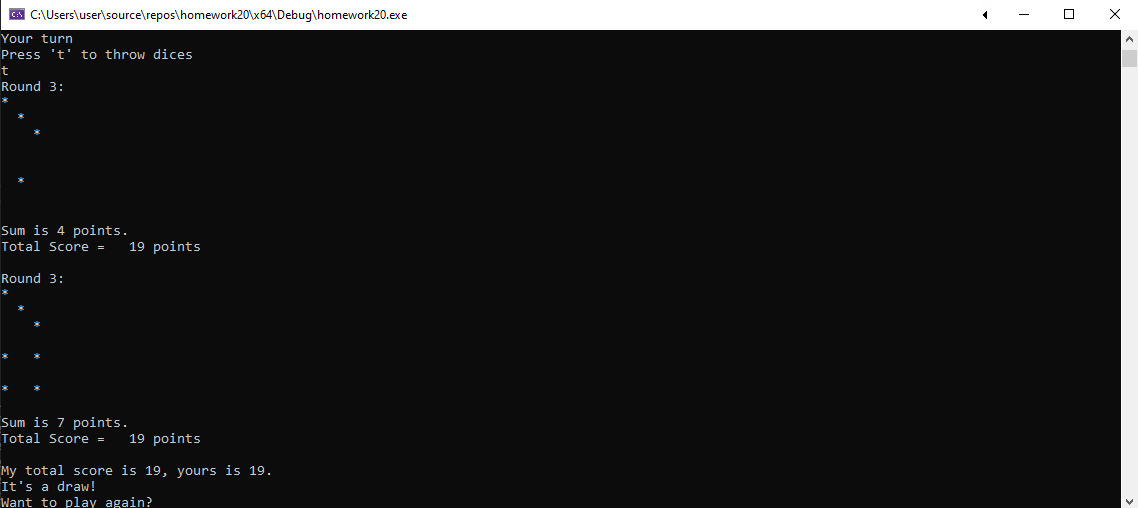 C:\Users\user\source\repos\homework20\x64\Debug\homework20.exe
Your turn
Press 't' to throw dices
t
Round 3:
*
  *
    *
  *
Sum is 4 points.
Total Score =   19 points
Round 3:
*
  *
    *
*   *
*   *
Sum is 7 points.
Total Score =   19 points
My total score is 19, yours is 19.
It's a draw!
Want to play again?